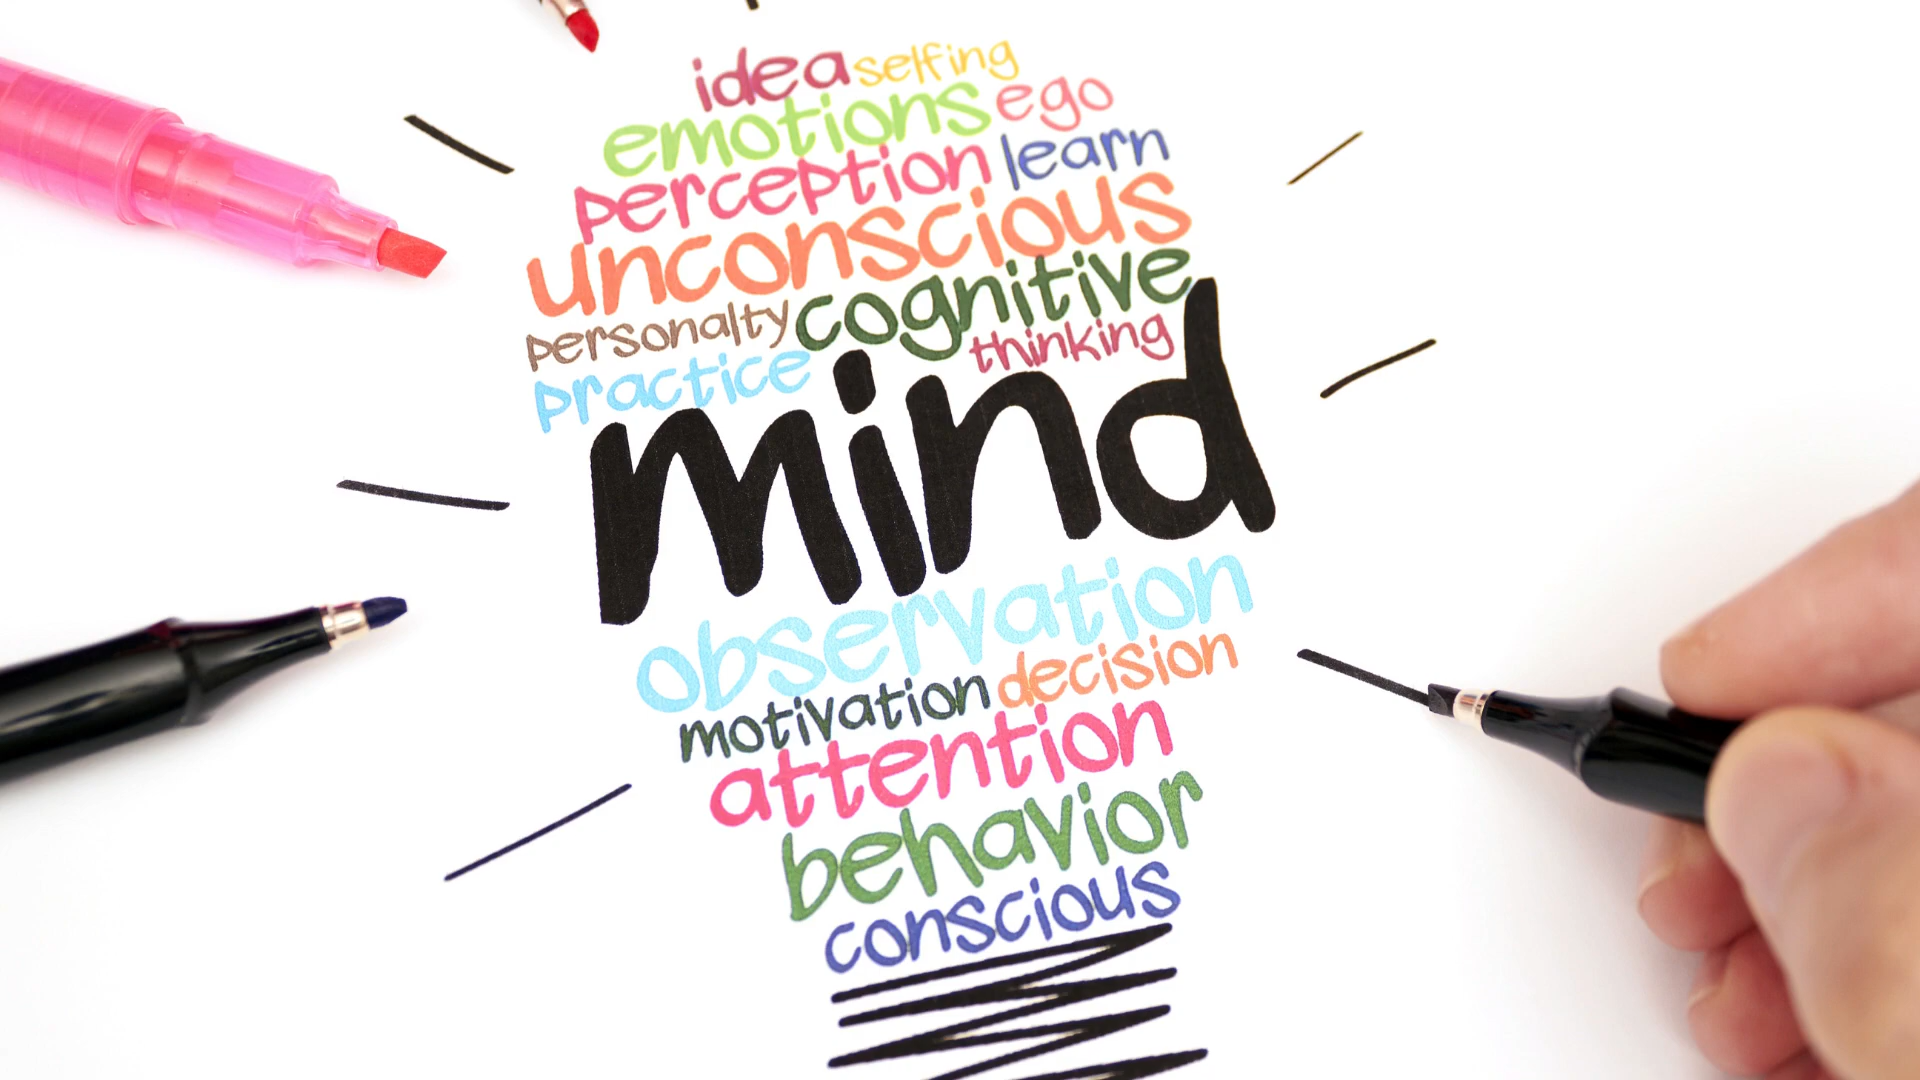 idea selfing
emotions ego
perception learn
unconscious
personalty cognitive
practice thinking
mind
observation
motivation decision
attention
behavior
conscious